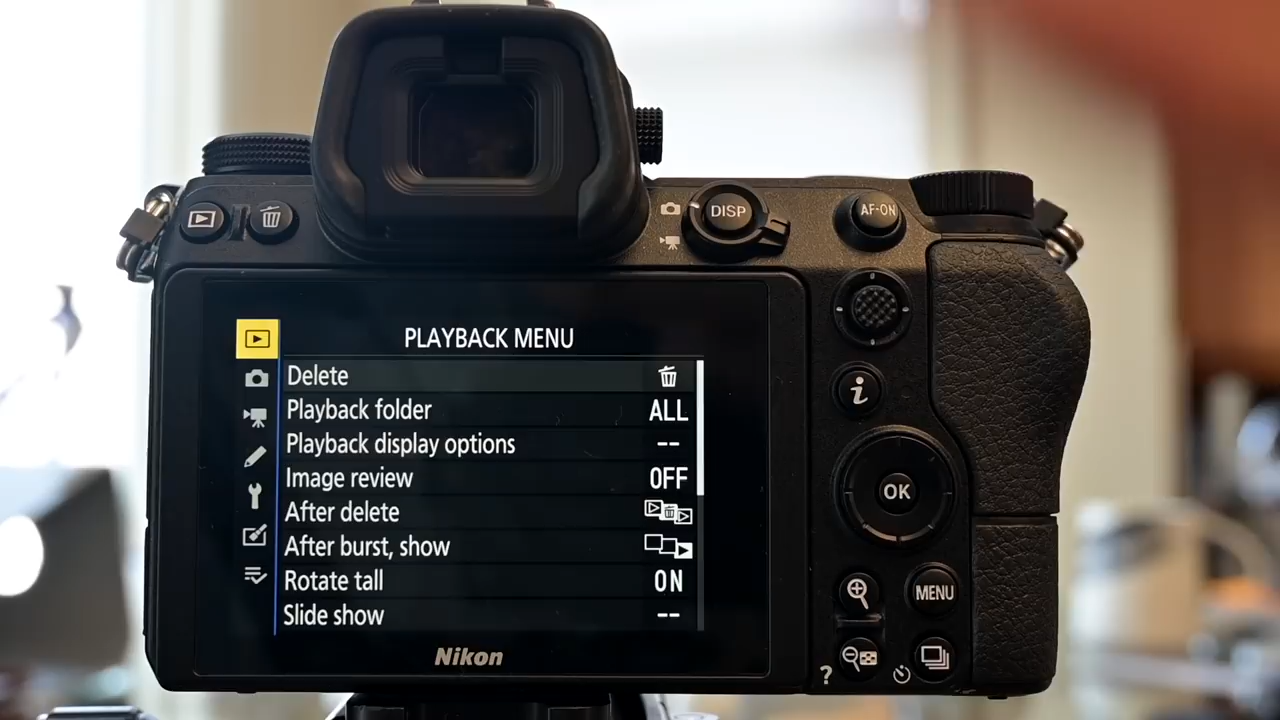 DISP
AF-ON
PLAYBACK MENU
Delete
Playback folder ALL
Playback display options --
Image review OFF
After delete
After burst, show
Rotate tall ON
Slide show --
Nikon
i
OK
MENU
?